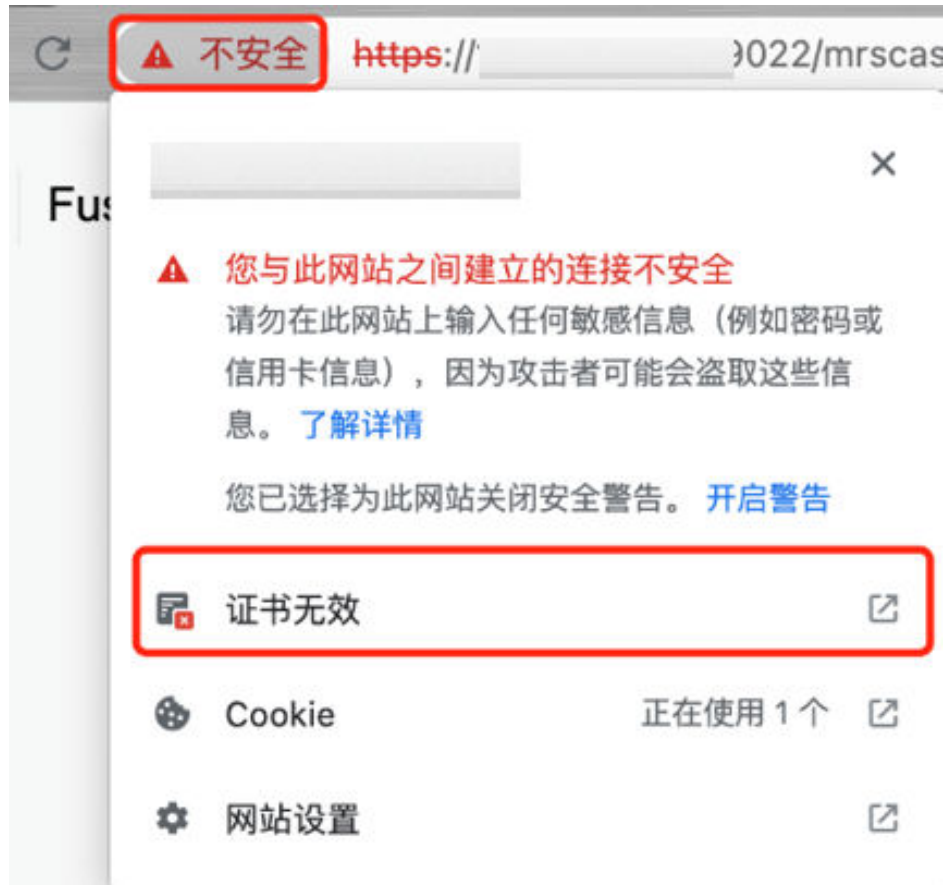 不安全 https:// 9022/mrscas
Fus
您与此网站之间建立的连接不安全
请勿在此网站上输入任何敏感信息（例如密码或
信用卡信息），因为攻击者可能会盗取这些信
息。 了解详情
您已选择为此网站关闭安全警告。 开启警告
证书无效
Cookie 正在使用 1 个
网站设置